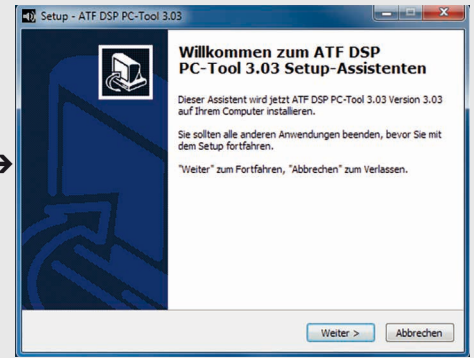 Setup - ATF DSP PC-Tool 3.03
Willkommen zum ATF DSP
PC-Tool 3.03 Setup-Assistenten
Dieser Assistent wird jetzt ATF DSP PC-Tool 3.03 Version 3.03
auf Ihrem Computer installieren.
Sie sollten alle anderen Anwendungen beenden, bevor Sie mit
dem Setup fortfahren.
"Weiter" zum Fortfahren, "Abbrechen" zum Verlassen.
Weiter >
Abbrechen